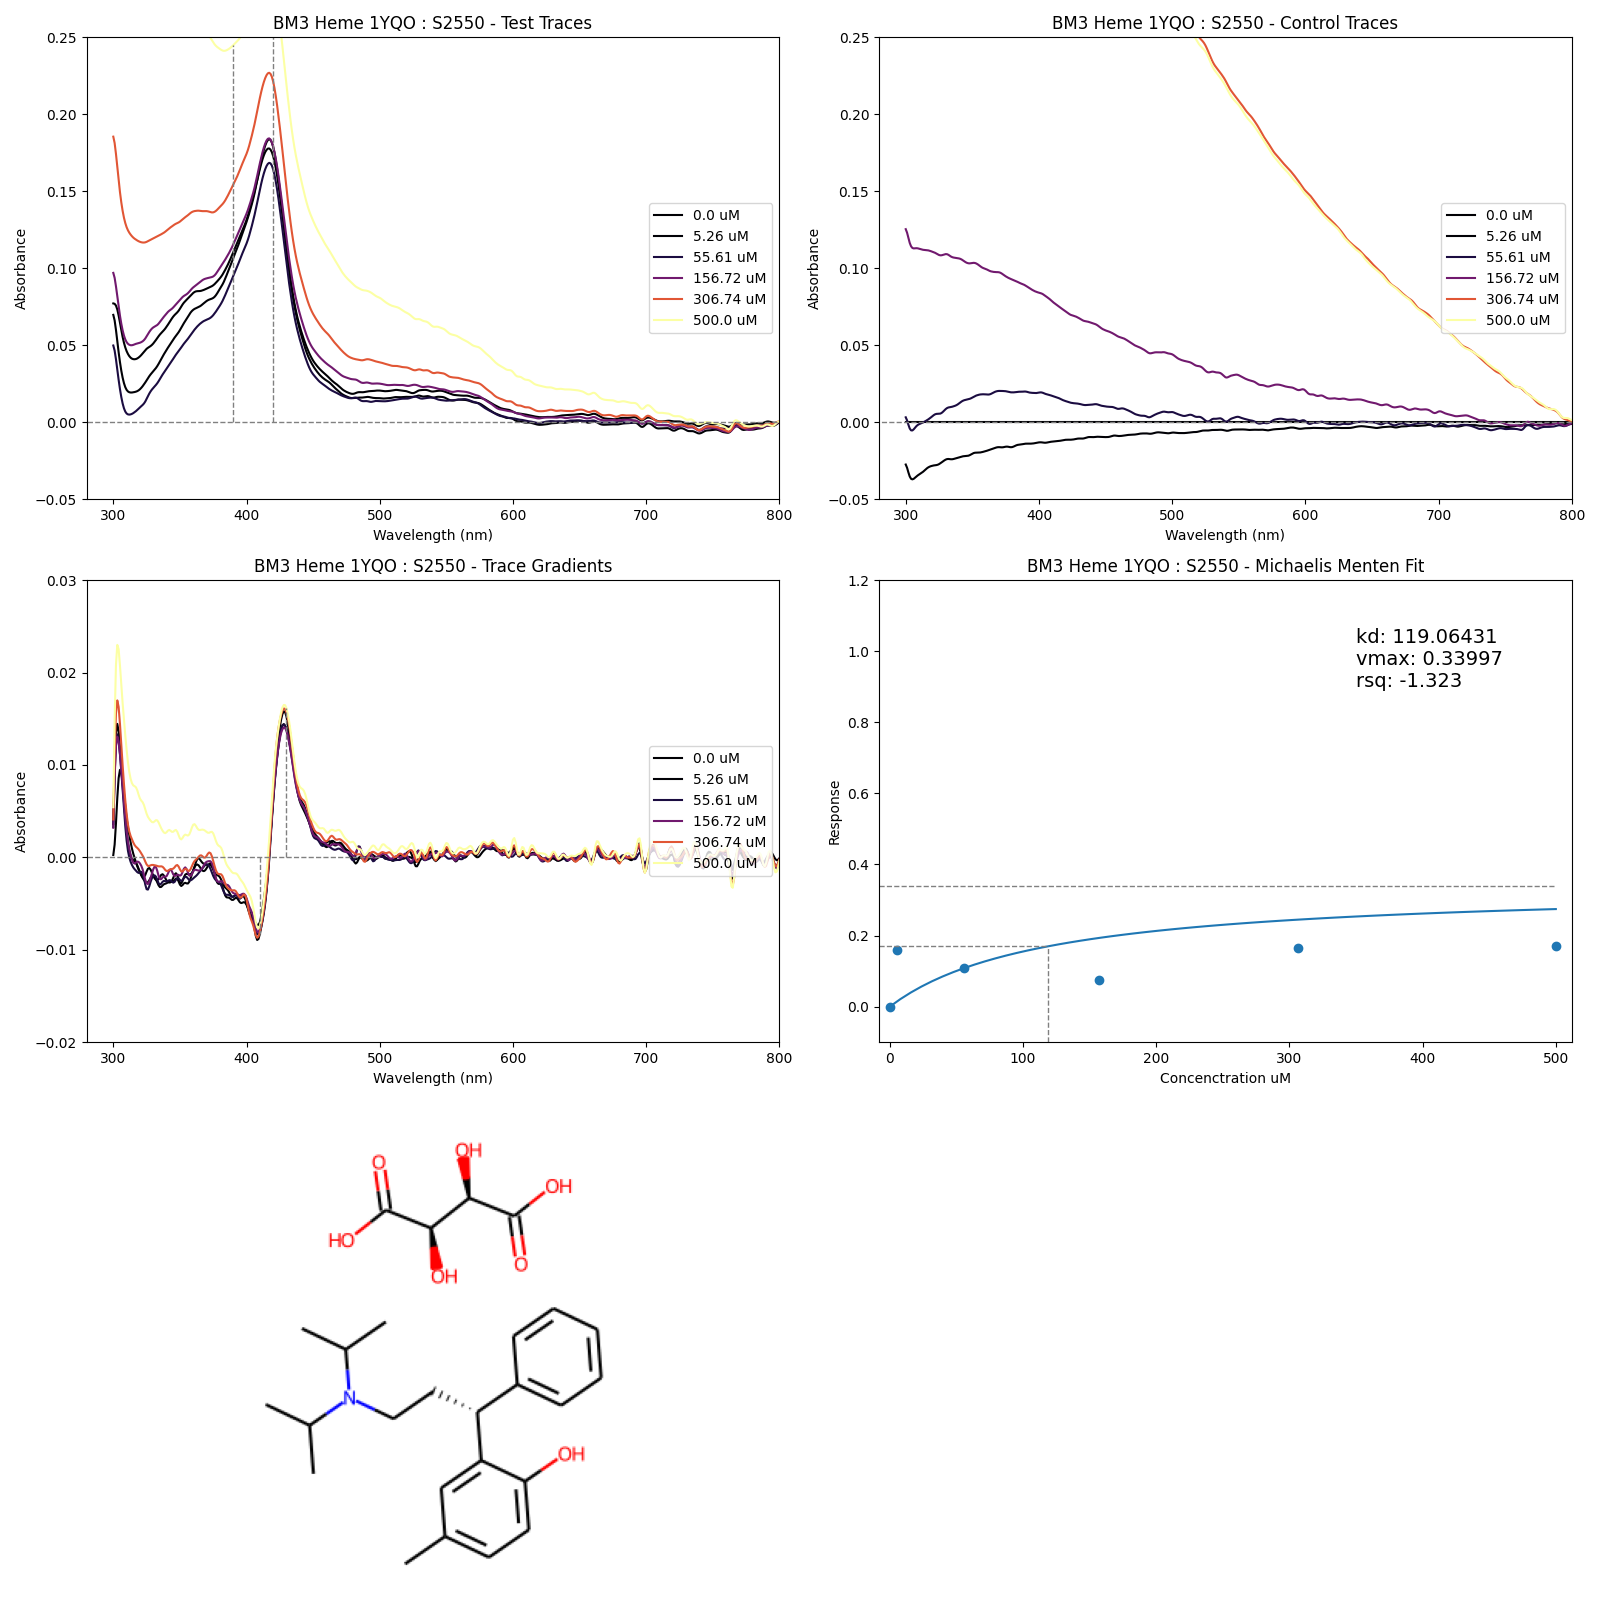 BM3 Heme 1YQO : S2550 - Test Traces
0.25
0.20
0.15
0.10
0.05
0.00
−0.05
Absorbance
300 400 500 600 700 800
Wavelength (nm)
0.0 uM
5.26 uM
55.61 uM
156.72 uM
306.74 uM
500.0 uM
BM3 Heme 1YQO : S2550 - Control Traces
0.25
0.20
0.15
0.10
0.05
0.00
−0.05
Absorbance
300 400 500 600 700 800
Wavelength (nm)
0.0 uM
5.26 uM
55.61 uM
156.72 uM
306.74 uM
500.0 uM
BM3 Heme 1YQO : S2550 - Trace Gradients
0.03
0.02
0.01
0.00
−0.01
−0.02
Absorbance
300 400 500 600 700 800
Wavelength (nm)
0.0 uM
5.26 uM
55.61 uM
156.72 uM
306.74 uM
500.0 uM
BM3 Heme 1YQO : S2550 - Michaelis Menten Fit
1.2
1.0
0.8
0.6
0.4
0.2
0.0
Response
kd: 119.06431
vmax: 0.33997
rsq: -1.323
0 100 200 300 400 500
Concenctration uM
OH
O
OH
HO
O
OH
N
OH